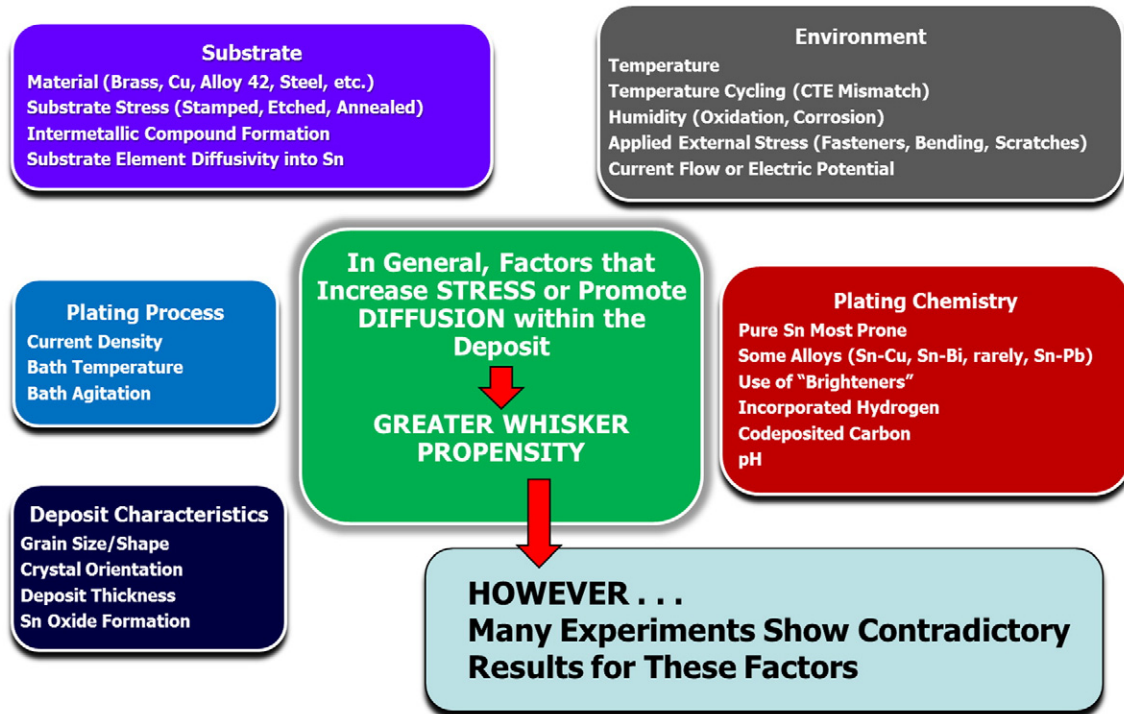 Substrate
Material (Brass, Cu, Alloy 42, Steel, etc.)
Substrate Stress (Stamped, Etched, Annealed)
Intermetallic Compound Formation
Substrate Element Diffusivity into Sn
Environment
Temperature
Temperature Cycling (CTE Mismatch)
Humidity (Oxidation, Corrosion)
Applied External Stress (Fasteners, Bending, Scratches)
Current Flow or Electric Potential
In General, Factors that
Increase STRESS or Promote
DIFFUSION within the
Deposit
GREATER WHISKER
PROPENSITY
Plating Process
Current Density
Bath Temperature
Bath Agitation
Plating Chemistry
Pure Sn Most Prone
Some Alloys (Sn-Cu, Sn-Bi, rarely, Sn-Pb)
Use of “Brighteners”
Incorporated Hydrogen
Codeposited Carbon
pH
Deposit Characteristics
Grain Size/Shape
Crystal Orientation
Deposit Thickness
Sn Oxide Formation
HOWEVER . . .
Many Experiments Show Contradictory
Results for These Factors